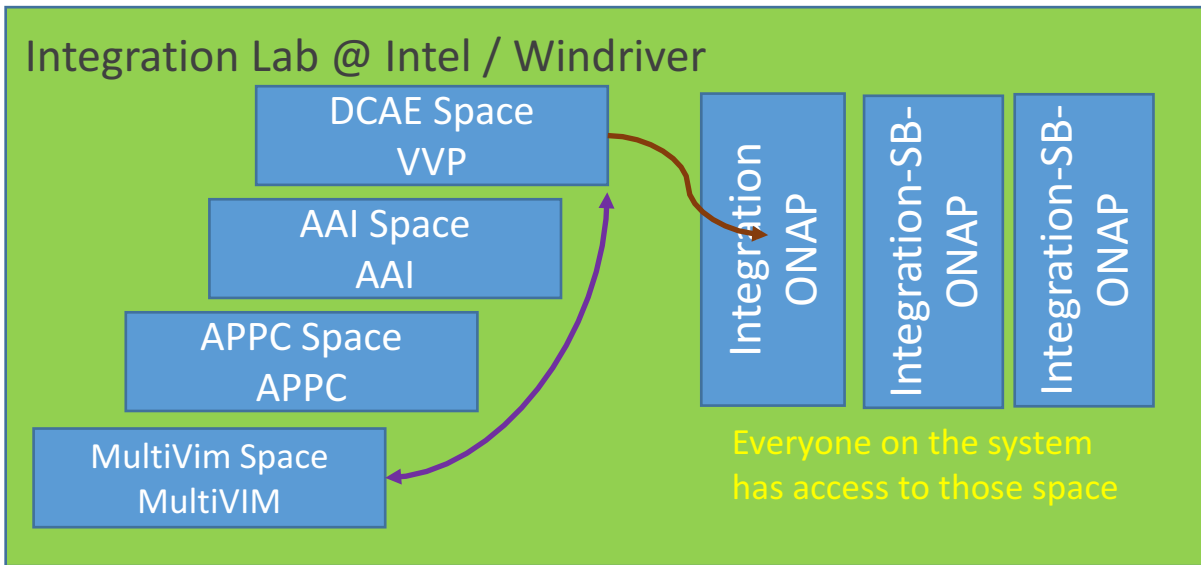 Integration Lab @ Intel / Windriver
DCAE Space
VVP
AAI Space
AAI
APPC Space
APPC
MultiVim Space
MultiVIM
Integration
ONAP
Integration-SB-
ONAP
Integration-SB-
ONAP
Everyone on the system
has access to those space